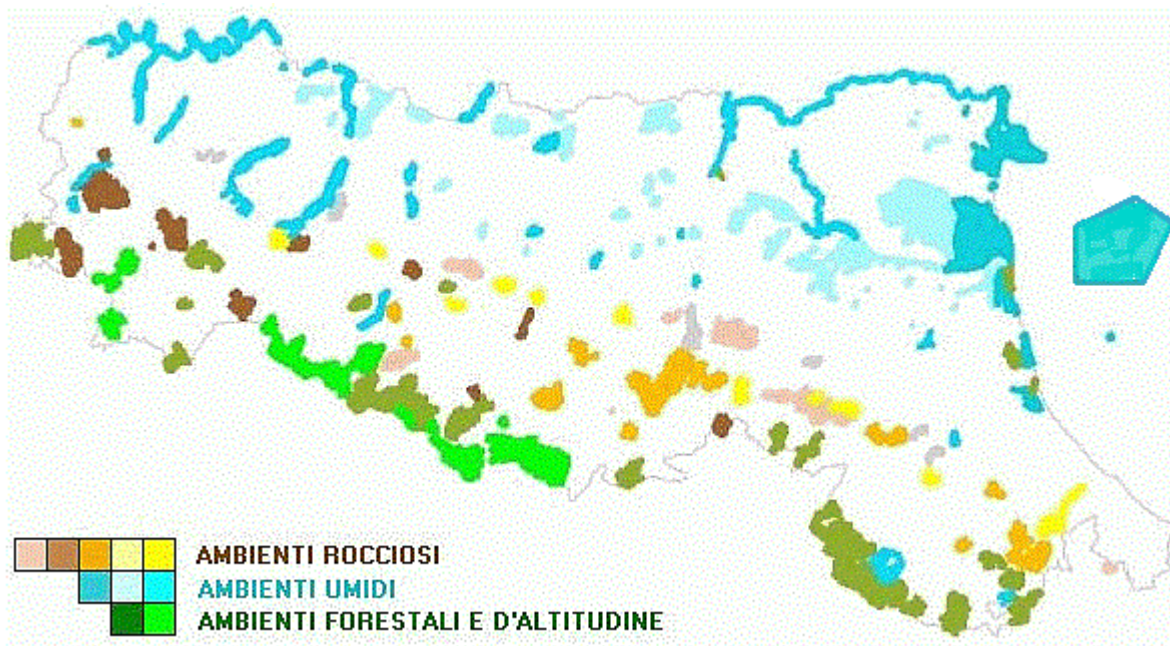 AMBIENTI ROCCIOSI
AMBIENTI UMIDI
AMBIENTI FORESTALI E D'ALTITUDINE